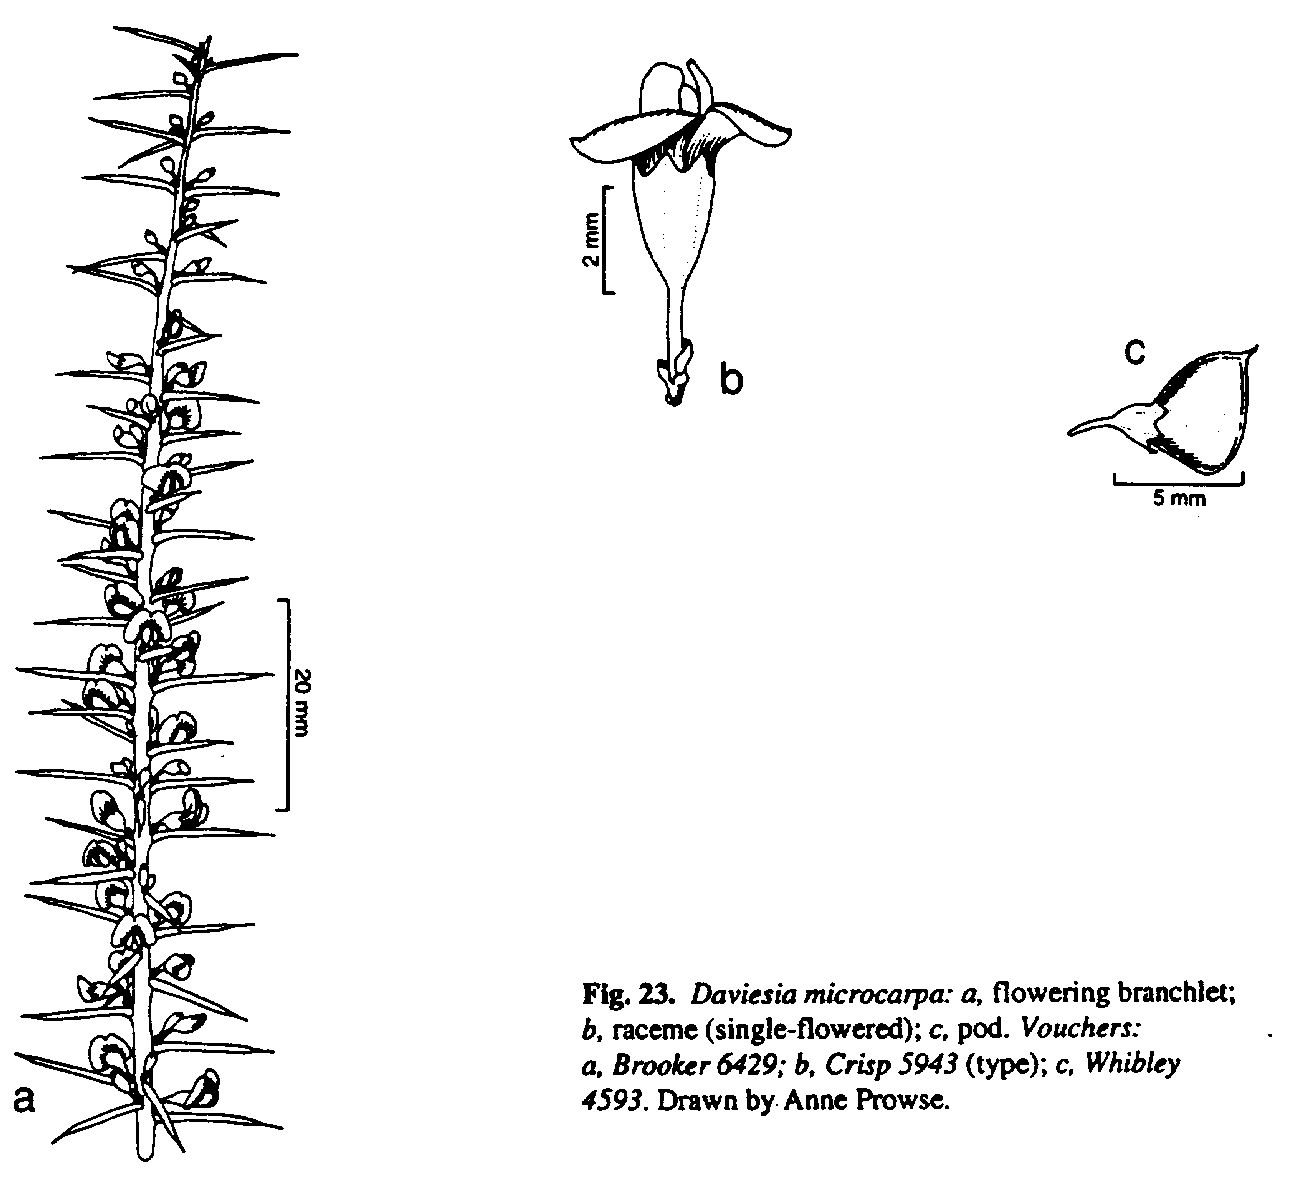 b
2 mm
c
5 mm
20 mm
a
Fig. 23. Daviesia microcarpa: a, flowering branchlet;
b, raceme (single-flowered); c, pod. Vouchers:
a, Brooker 6429; b, Crisp 5943 (type); c, Whibley
4593. Drawn by Anne Prowse.